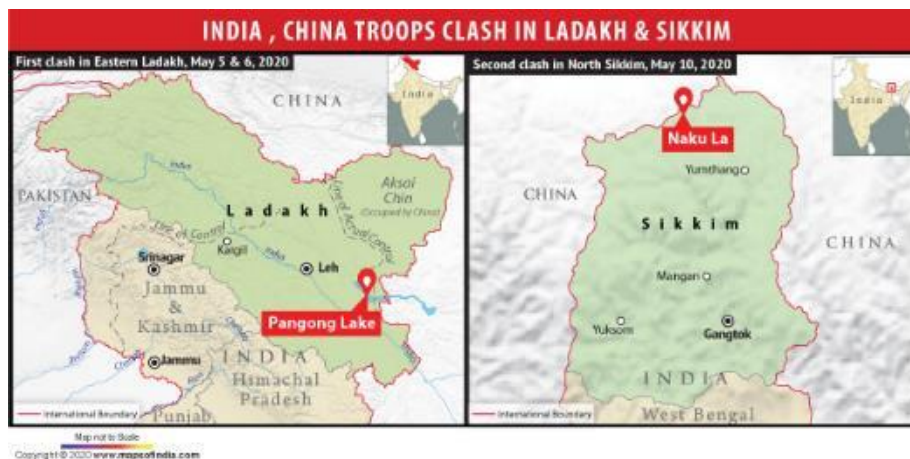 INDIA , CHINA TROOPS CLASH IN LADAKH & SIKKIM
First clash in Eastern Ladakh, May 5 & 6, 2020
CHINA
India
PAKISTAN
Indus
Aksai
Chin
(Occupied by China)
Line of Actual Control
Ladakh
Line of Control
Kargil
Indus
Srinagar
Leh
Jammu
&
Kashmir
Pangong Lake
Chenab
Jammu
INDIA
Himachal
Pradesh
Punjab
International Boundary
Second clash in North Sikkim, May 10, 2020
India
Naku La
Yumthang
CHINA
Sikkim
CHINA
Mangan
Yuksom
Gangtok
INDIA
West Bengal
International Boundary
Map not to Scale
Copyright © 2020 www.mapsofindia.com